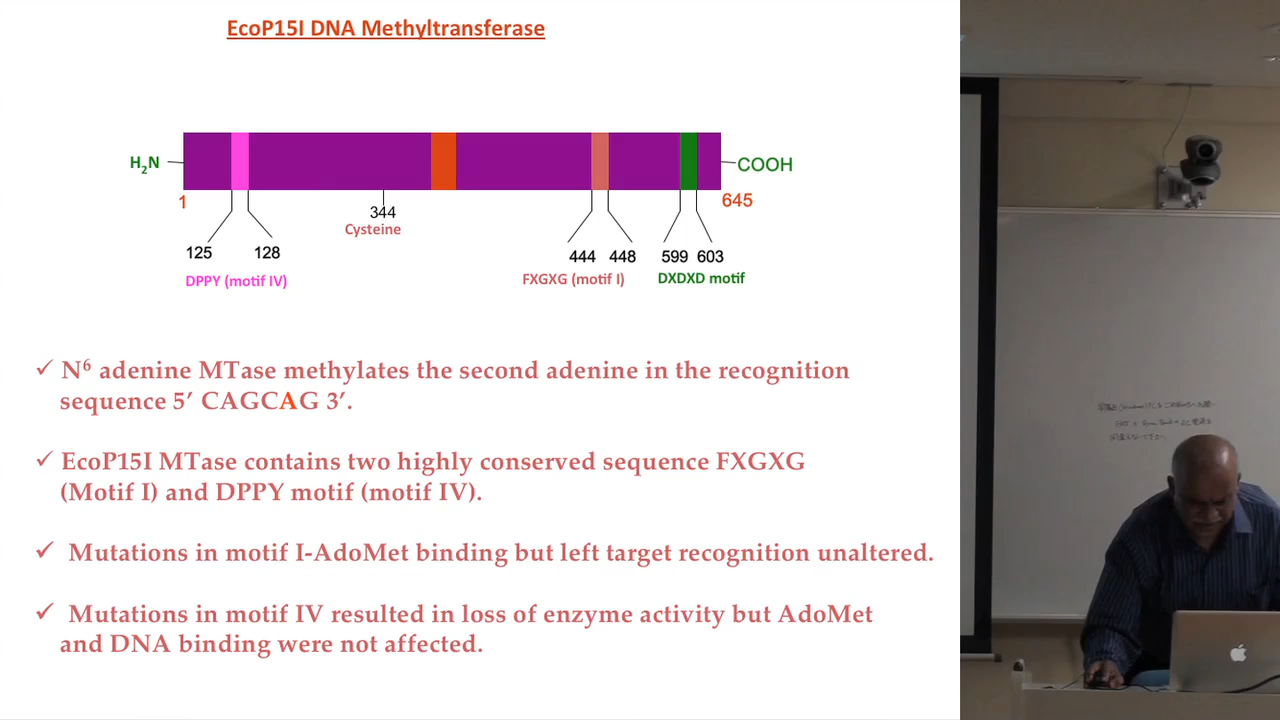 EcoP15I DNA Methyltransferase
H₂N
COOH
1
645
344
Cysteine
125 128
444 448
599 603
DPPY (motif IV)
FXGXG (motif I)
DXDXD motif
✓ N⁶ adenine MTase methylates the second adenine in the recognition
sequence 5’ CAGCAG 3’.
✓ EcoP15I MTase contains two highly conserved sequence FXGXG
(Motif I) and DPPY motif (motif IV).
✓ Mutations in motif I-AdoMet binding but left target recognition unaltered.
✓ Mutations in motif IV resulted in loss of enzyme activity but AdoMet
and DNA binding were not affected.